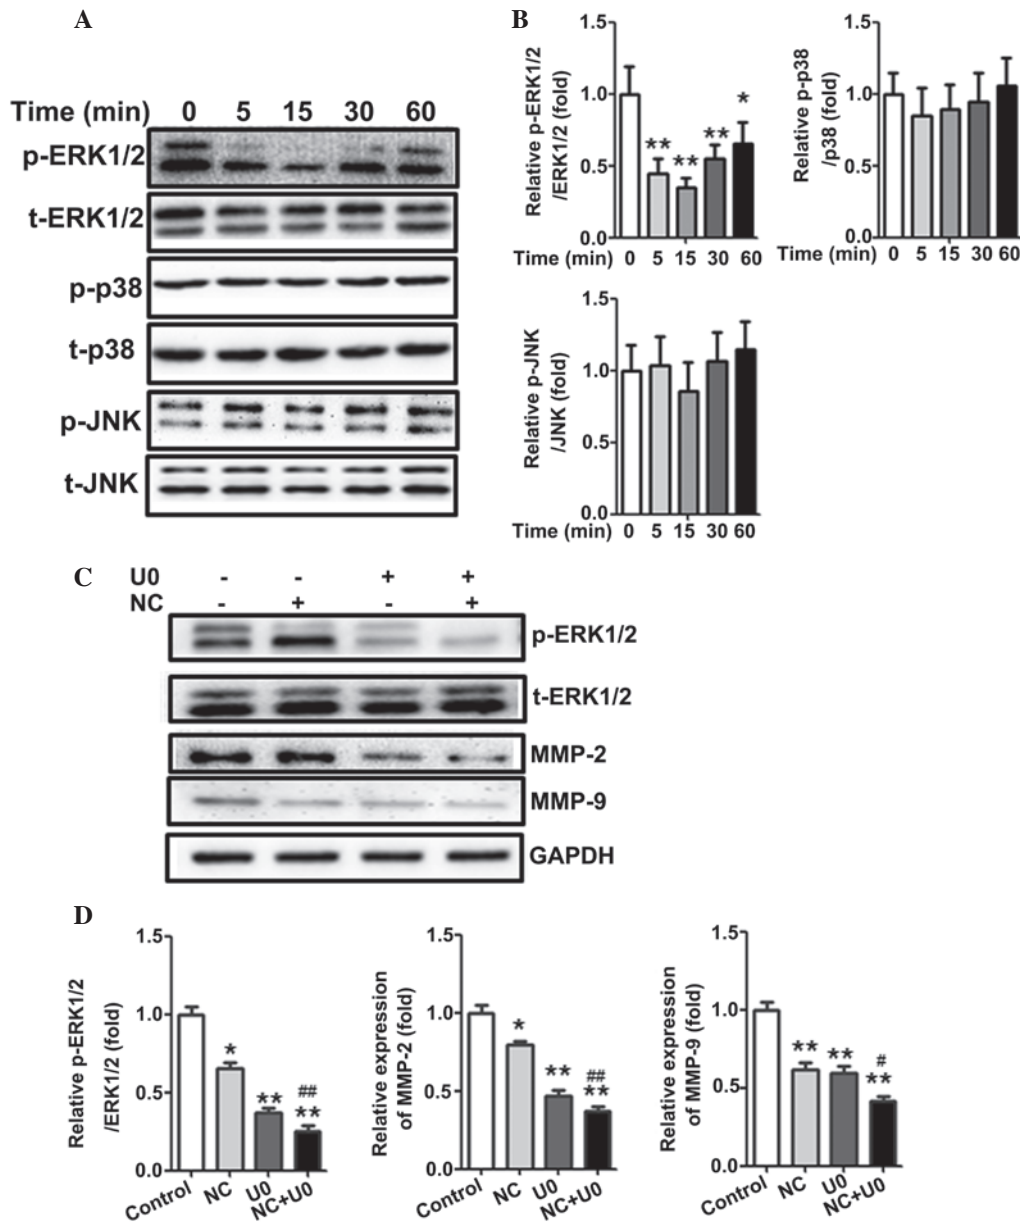 A
Time (min) 0 5 15 30 60
p-ERK1/2
t-ERK1/2
p-p38
t-p38
p-JNK
t-JNK
B
Relative p-ERK1/2
/ERK1/2 (fold)
1.5
1.0
0.5
0.0
** ** ** *
Time (min) 0 5 15 30 60
Relative p-p38
/p38 (fold)
1.5
1.0
0.5
0.0
Time (min) 0 5 15 30 60
Relative p-JNK
/JNK (fold)
1.5
1.0
0.5
0.0
Time (min) 0 5 15 30 60
C
U0 - - + +
NC - + - +
p-ERK1/2
t-ERK1/2
MMP-2
MMP-9
GAPDH
D
Relative p-ERK1/2
/ERK1/2 (fold)
1.5
1.0
0.5
0.0
* ** ## **
Control NC U0 NC+U0
Relative expression
of MMP-2 (fold)
1.5
1.0
0.5
0.0
* ** ## **
Control NC U0 NC+U0
Relative expression
of MMP-9 (fold)
1.5
1.0
0.5
0.0
** ** # **
Control NC U0 NC+U0